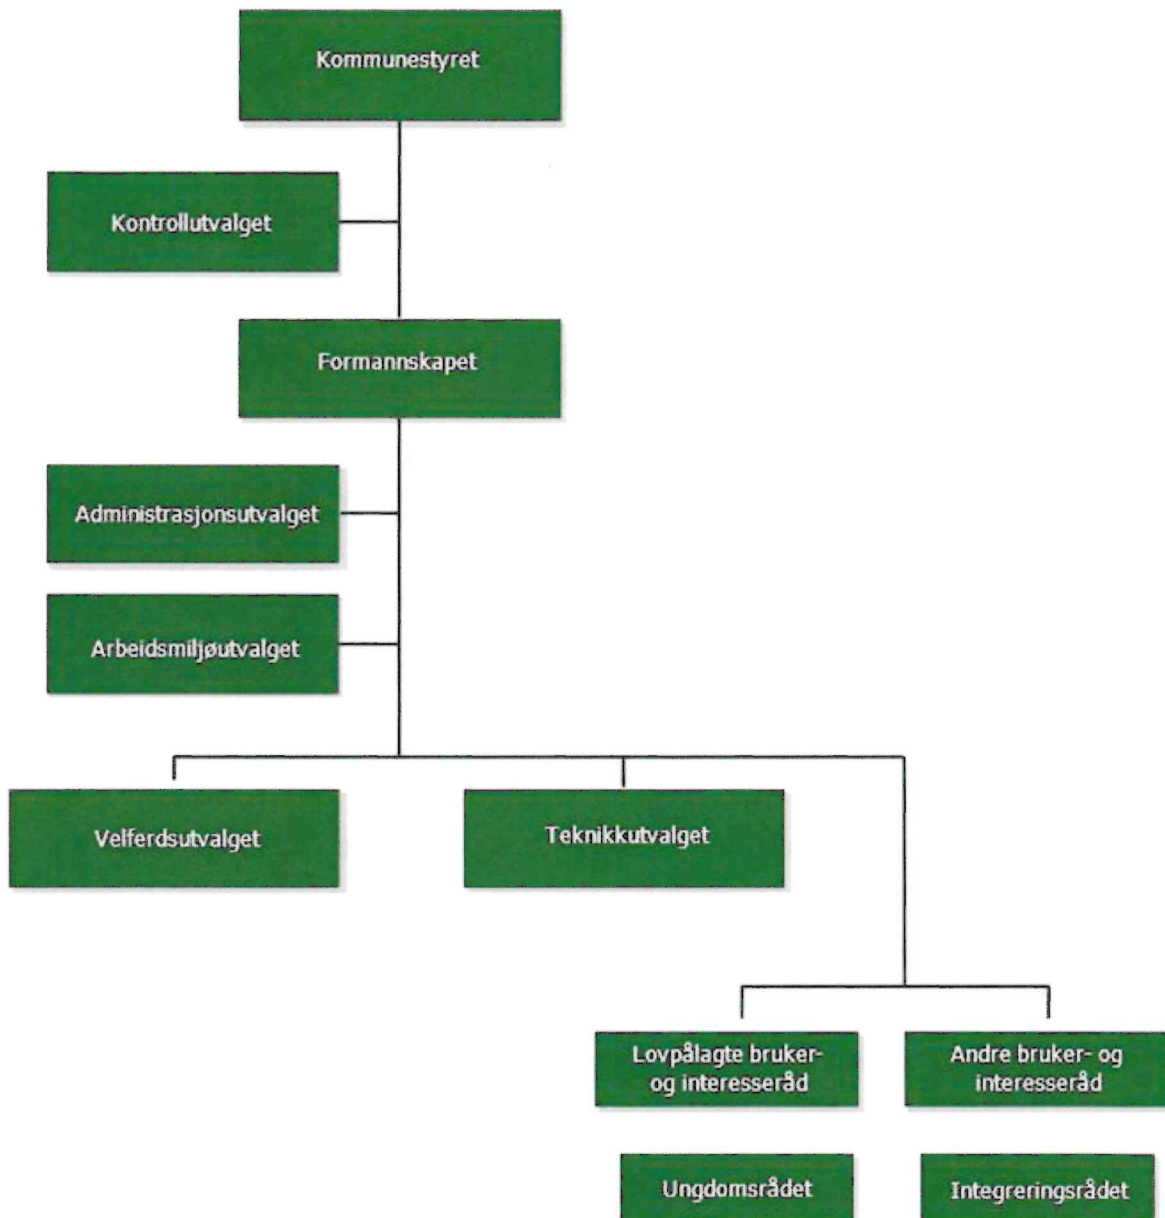 Kommunestyret
Kontrollutvalget
Formannskapet
Administrasjonsutvalget
Arbeidsmiljøutvalget
Velferdsutvalget
Teknikkutvalget
Lovpålagte bruker-
og interesseråd
Andre bruker- og
interesseråd
Ungdomsrådet
Integreringsrådet